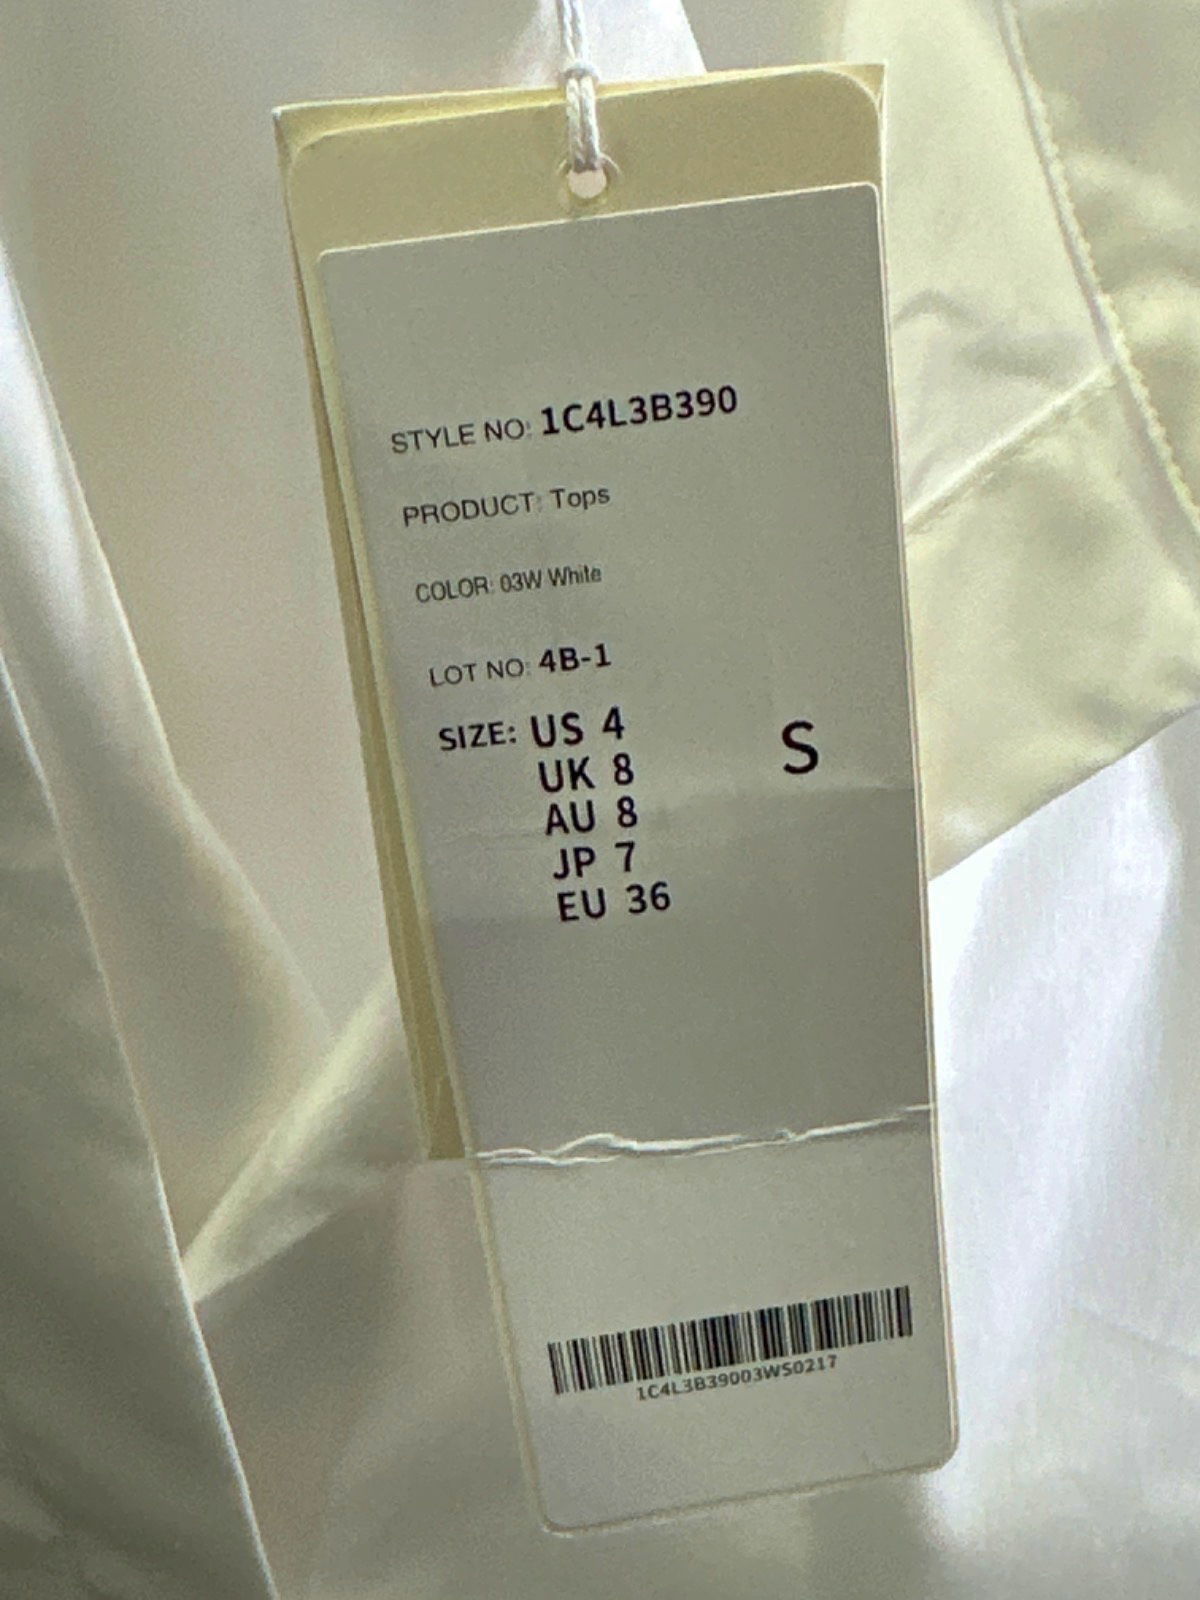 STYLE NO: 1C4L3B390
PRODUCT: Tops
COLOR: 03W White
LOT NO: 4B-1
SIZE: US 4 S
UK 8
AU 8
JP 7
EU 36
1C4L3B39003WS0217